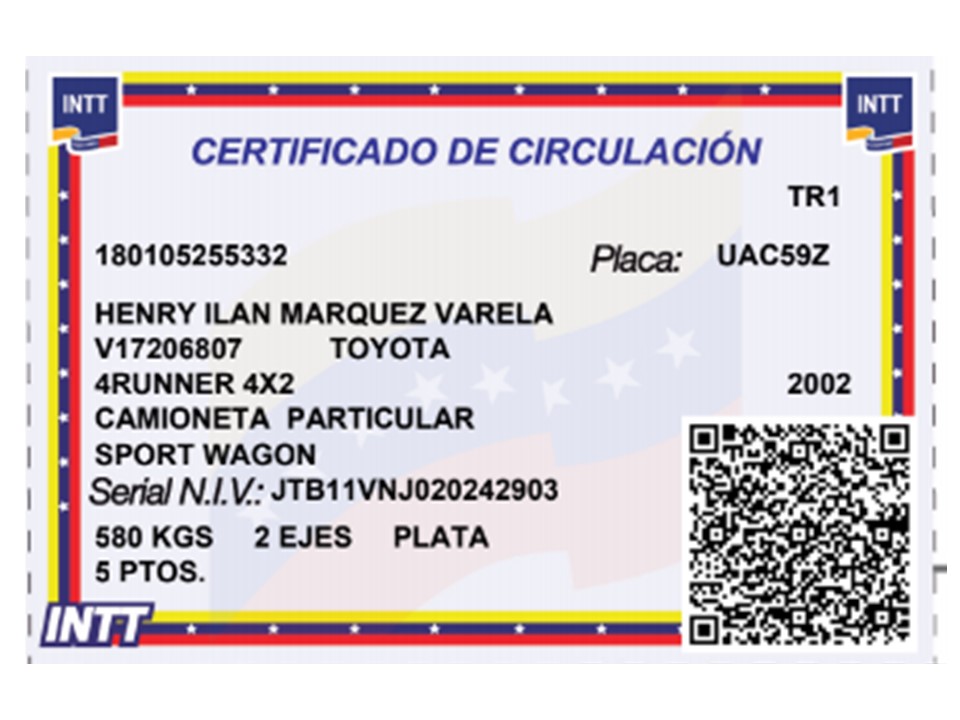 INTT
INTT
CERTIFICADO DE CIRCULACIÓN
TR1
180105255332 Placa: UAC59Z
HENRY ILAN MARQUEZ VARELA
V17206807 TOYOTA
4RUNNER 4X2 2002
CAMIONETA PARTICULAR
SPORT WAGON
Serial N.I.V.: JTB11VNJ020242903
580 KGS 2 EJES PLATA
5 PTOS.
INTT